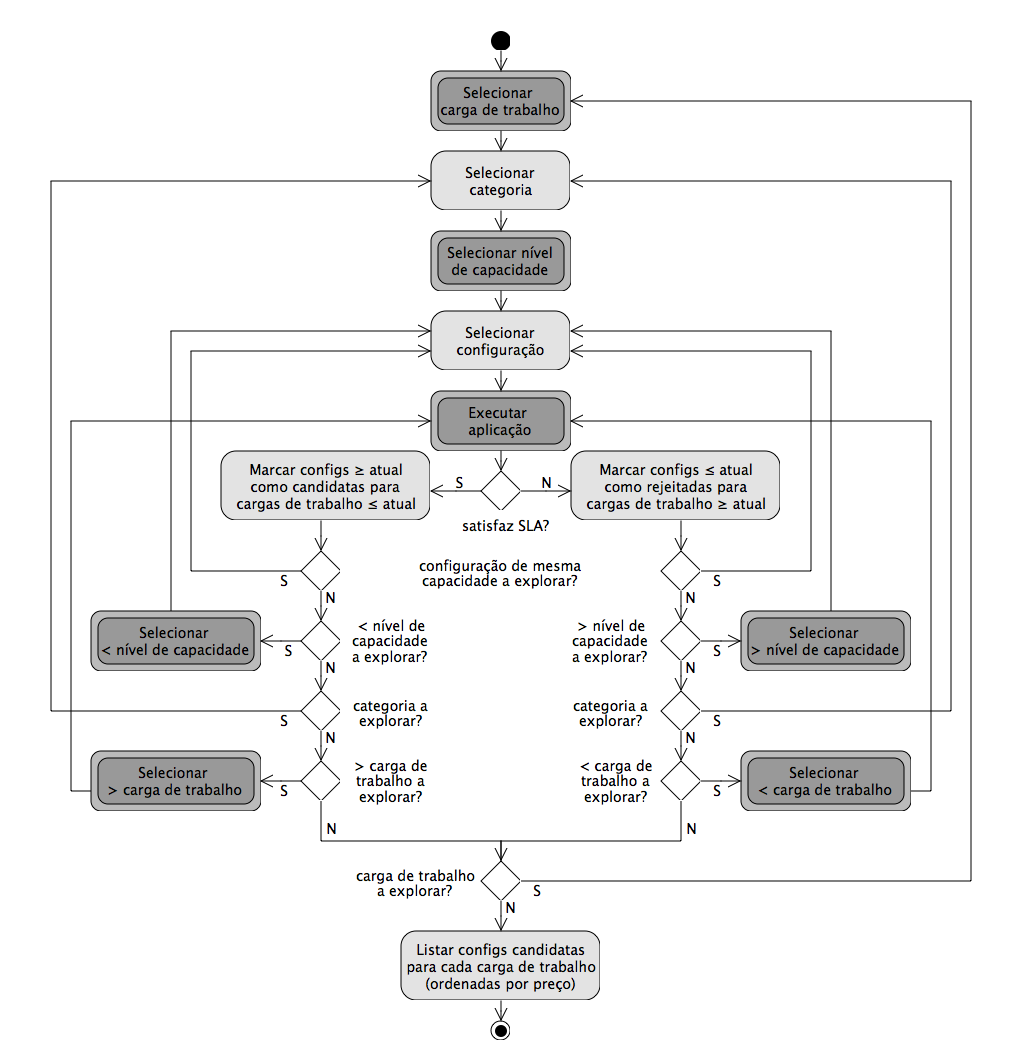 Selecionar
carga de trabalho
Selecionar
categoria
Selecionar nível
de capacidade
Selecionar
configuração
Executar
aplicação
Marcar configs ≥ atual
como candidatas para
cargas de trabalho ≤ atual
S
N
Marcar configs ≤ atual
como rejeitadas para
cargas de trabalho ≥ atual
satisfaz SLA?
configuração de mesma
capacidade a explorar?
S
N
S
N
Selecionar
< nível de capacidade
S
< nível de
capacidade
a explorar?
N
> nível de
capacidade
a explorar?
S
N
Selecionar
> nível de capacidade
S
categoria a
explorar?
N
categoria a
explorar?
S
N
Selecionar
> carga de trabalho
S
> carga de
trabalho a
explorar?
N
< carga de
trabalho a
explorar?
S
N
Selecionar
< carga de trabalho
carga de trabalho
a explorar?
S
N
Listar configs candidatas
para cada carga de trabalho
(ordenadas por preço)